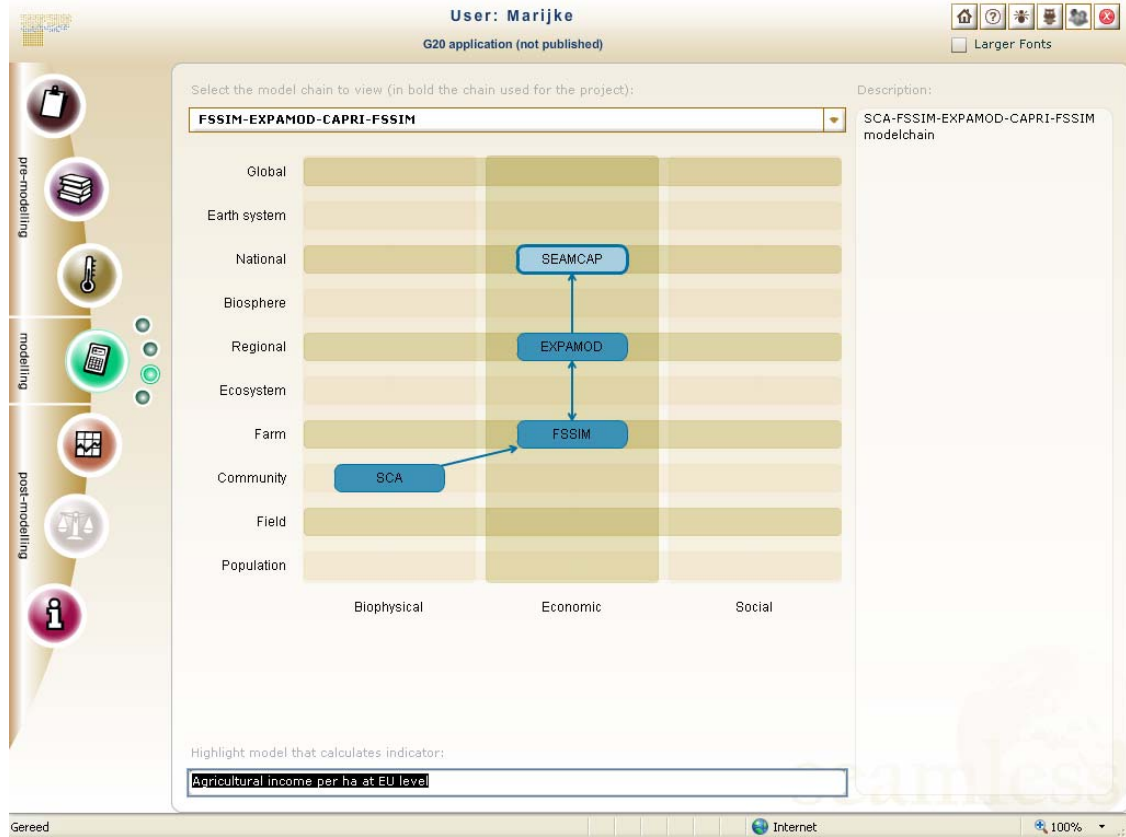 User: Marijke
G20 application (not published)
Larger Fonts
pre-modelling
modelling
post-modelling
Select the model chain to view (in bold the chain used for the project):
FSSIM-EXPAMOD-CAPRI-FSSIM
Global
Earth system
National
Biosphere
Regional
Ecosystem
Farm
Community
Field
Population
SEAMCAP
EXPAMOD
FSSIM
SCA
Biophysical
Economic
Social
Highlight model that calculates indicator:
Agricultural income per ha at EU level
Description:
SCA-FSSIM-EXPAMOD-CAPRI-FSSIM
modelchain
seamless
Gereed
Internet
100%